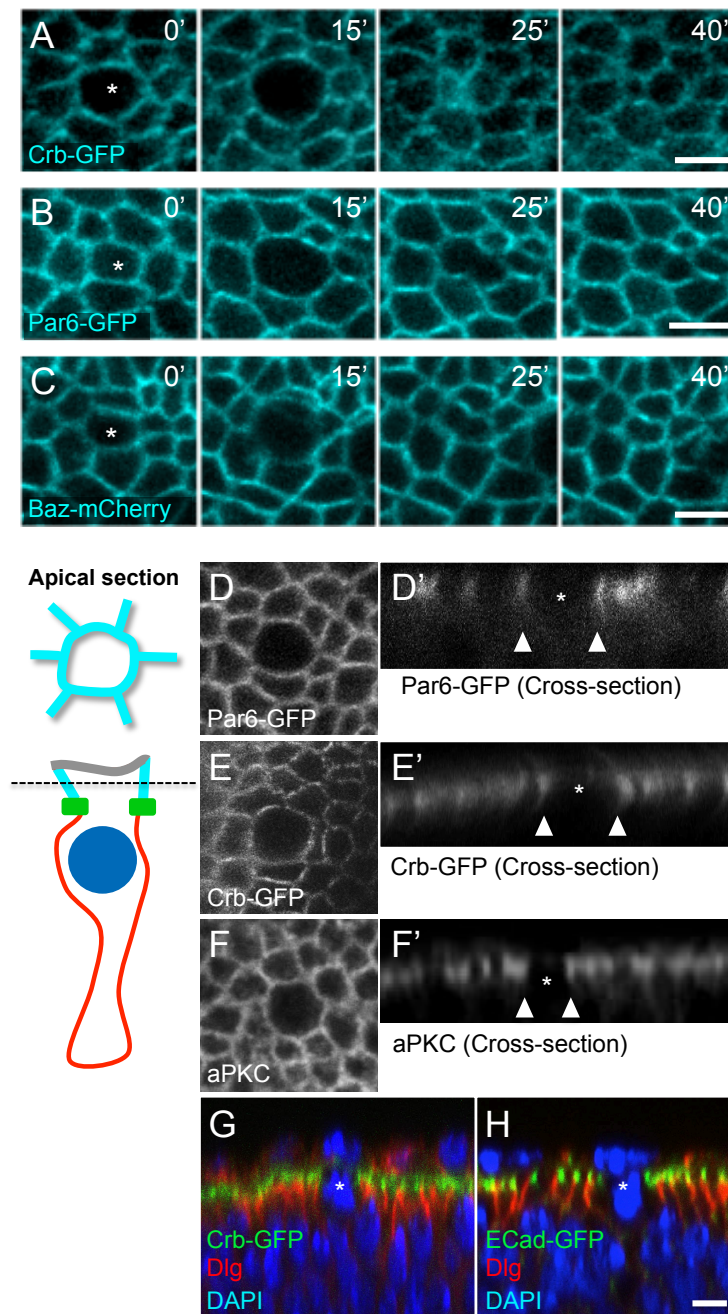 A 0’ 15’ 25’ 40’
*
Crb-GFP
B 0’ 15’ 25’ 40’
*
Par6-GFP
C 0’ 15’ 25’ 40’
*
Baz-mCherry
Apical section
D
Par6-GFP
D’
*
Par6-GFP (Cross-section)
E
Crb-GFP
E’
*
Crb-GFP (Cross-section)
F
aPKC
F’
*
aPKC (Cross-section)
G
*
Crb-GFP
Dlg
DAPI
H
*
ECad-GFP
Dlg
DAPI